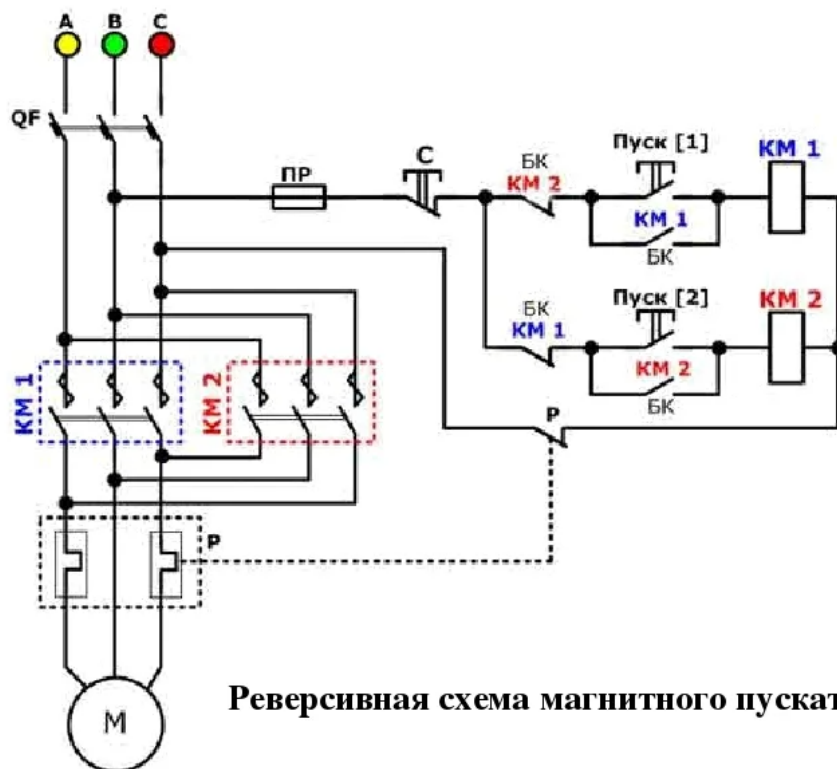 A B C
QF
ПР
С
БК
КМ 2
Пуск [1]
КМ 1
КМ 1
БК
БК
КМ 1
Пуск [2]
КМ 2
КМ 2
БК
КМ 1
КМ 2
Р
Р
М
Реверсивная схема магнитного пускат